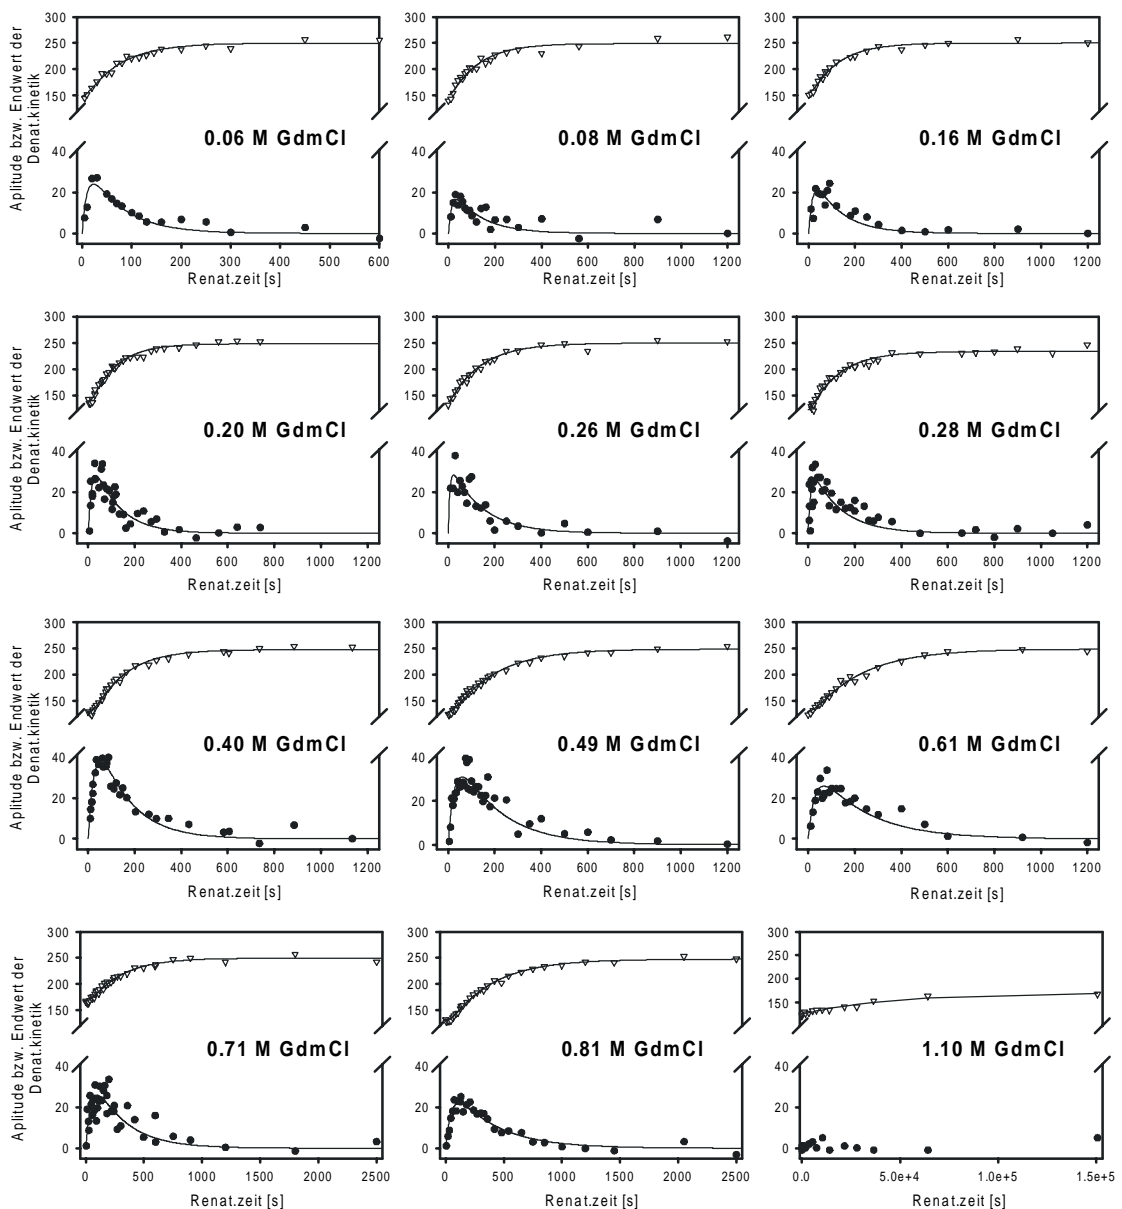 Aplitude bzw. Endwert der
Denat.kinetik
300
250
200
150
40
20
0
0.06 M GdmCl
0 100 200 300 400 500 600
Renat.zeit [s]
300
250
200
150
40
20
0
0.08 M GdmCl
0 200 400 600 800 1000 1200
Renat.zeit [s]
300
250
200
150
40
20
0
0.16 M GdmCl
0 200 400 600 800 1000 1200
Renat.zeit [s]
Aplitude bzw. Endwert der
Denat.kinetik
300
250
200
150
40
20
0
0.20 M GdmCl
0 200 400 600 800 1000 1200
Renat.zeit [s]
300
250
200
150
40
20
0
0.26 M GdmCl
0 200 400 600 800 1000 1200
Renat.zeit [s]
300
250
200
150
40
20
0
0.28 M GdmCl
0 200 400 600 800 1000 1200
Renat.zeit [s]
Aplitude bzw. Endwert der
Denat.kinetik
300
250
200
150
40
20
0
0.40 M GdmCl
0 200 400 600 800 1000 1200
Renat.zeit [s]
300
250
200
150
40
20
0
0.49 M GdmCl
0 200 400 600 800 1000 1200
Renat.zeit [s]
300
250
200
150
40
20
0
0.61 M GdmCl
0 200 400 600 800 1000 1200
Renat.zeit [s]
Aplitude bzw. Endwert der
Denat.kinetik
300
250
200
150
40
20
0
0.71 M GdmCl
0 500 1000 1500 2000 2500
Renat.zeit [s]
300
250
200
150
40
20
0
0.81 M GdmCl
0 500 1000 1500 2000 2500
Renat.zeit [s]
300
250
200
150
40
20
0
1.10 M GdmCl
0.0 5.0e+4 1.0e+5 1.5e+5
Renat.zeit [s]